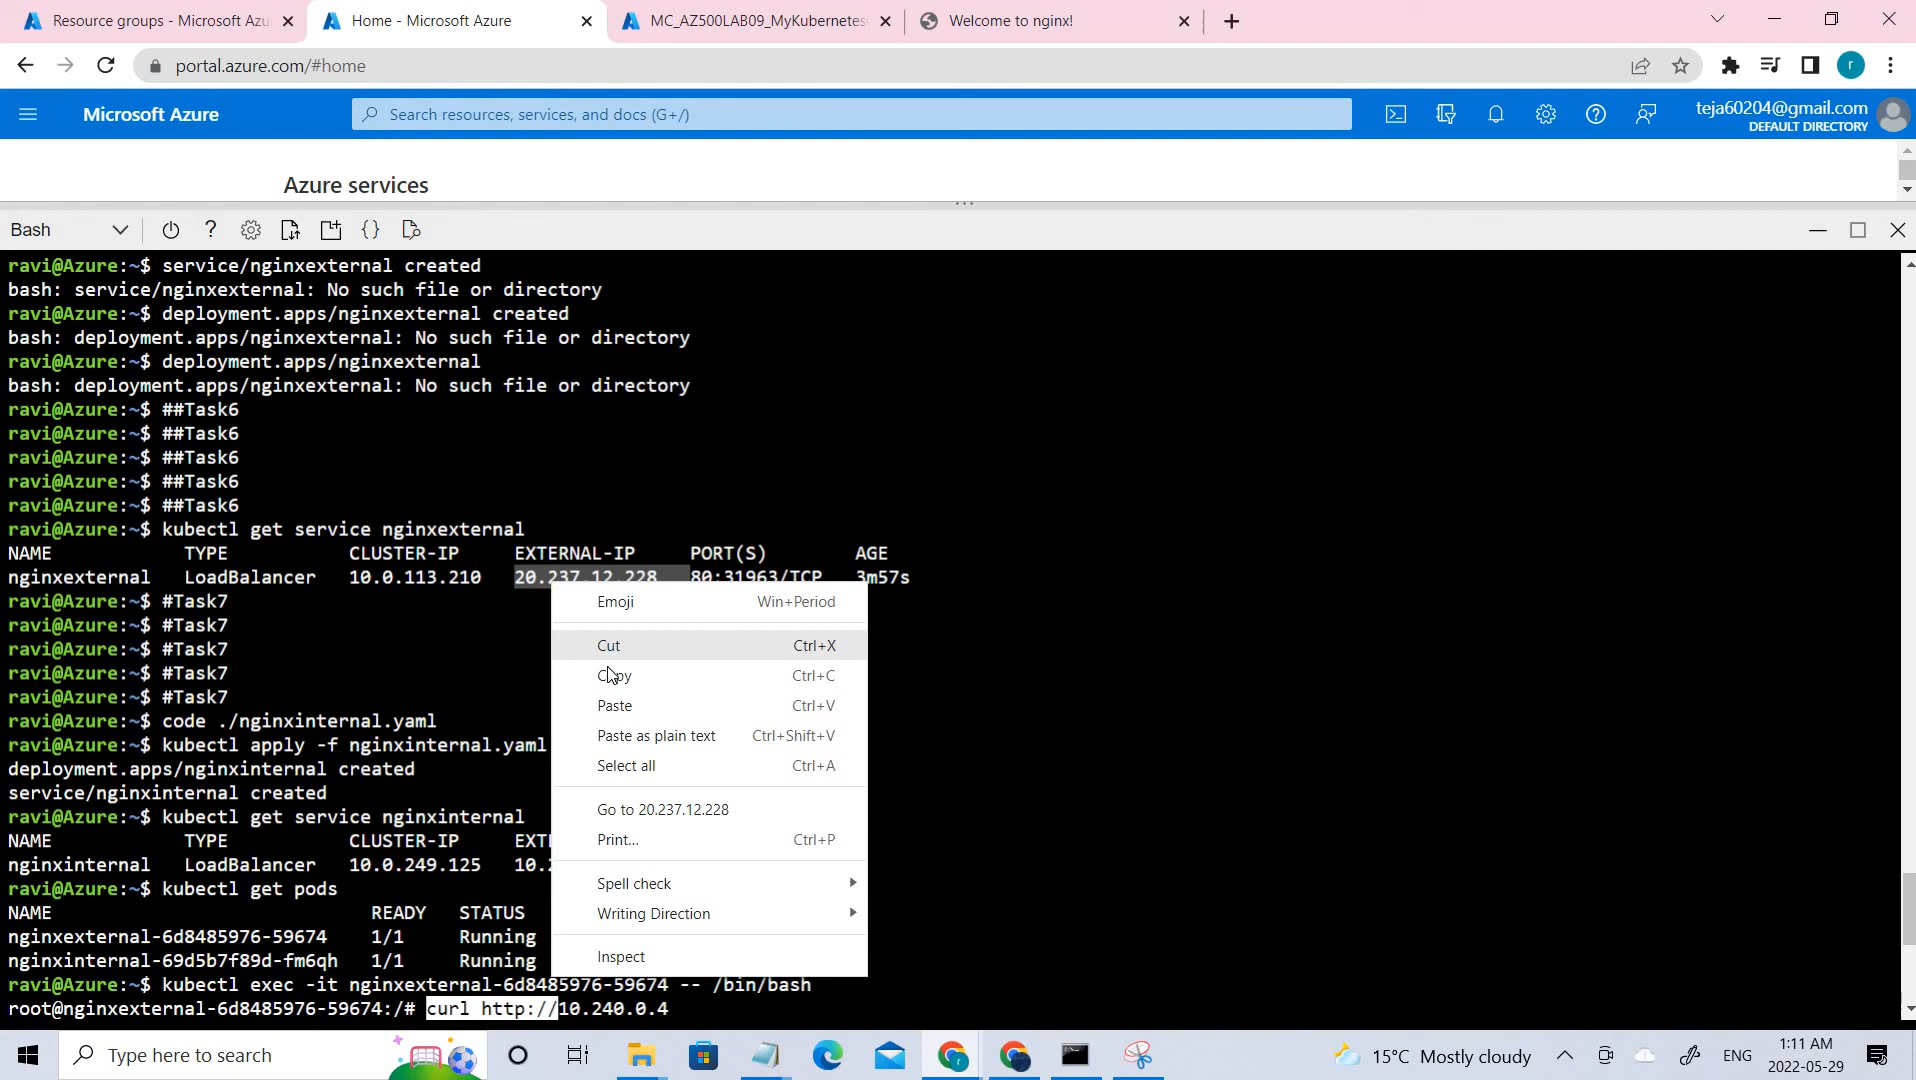 Resource groups - Microsoft Azu
Home - Microsoft Azure
MC_AZ500LAB09_MyKubernetes
Welcome to nginx!
portal.azure.com/#home
r
Microsoft Azure
Search resources, services, and docs (G+/)
teja60204@gmail.com
DEFAULT DIRECTORY
Azure services
Bash
ravi@Azure:~$ service/nginxexternal created
bash: service/nginxexternal: No such file or directory
ravi@Azure:~$ deployment.apps/nginxexternal created
bash: deployment.apps/nginxexternal: No such file or directory
ravi@Azure:~$ deployment.apps/nginxexternal
bash: deployment.apps/nginxexternal: No such file or directory
ravi@Azure:~$ ##Task6
ravi@Azure:~$ ##Task6
ravi@Azure:~$ ##Task6
ravi@Azure:~$ ##Task6
ravi@Azure:~$ ##Task6
ravi@Azure:~$ kubectl get service nginxexternal
NAME TYPE CLUSTER-IP EXTERNAL-IP PORT(S) AGE
nginxexternal LoadBalancer 10.0.113.210 20.237.12.228 80:31963/TCP 3m57s
ravi@Azure:~$ #Task7
ravi@Azure:~$ #Task7
ravi@Azure:~$ #Task7
ravi@Azure:~$ #Task7
ravi@Azure:~$ #Task7
ravi@Azure:~$ code ./nginxinternal.yaml
ravi@Azure:~$ kubectl apply -f nginxinternal.yaml
deployment.apps/nginxinternal created
service/nginxinternal created
ravi@Azure:~$ kubectl get service nginxinternal
NAME TYPE CLUSTER-IP EXT
nginxinternal LoadBalancer 10.0.249.125 10.2
ravi@Azure:~$ kubectl get pods
NAME READY STATUS
nginxexternal-6d8485976-59674 1/1 Running
nginxinternal-69d5b7f89d-fm6qh 1/1 Running
ravi@Azure:~$ kubectl exec -it nginxexternal-6d8485976-59674 -- /bin/bash
root@nginxexternal-6d8485976-59674:/# curl http://10.240.0.4
Emoji Win+Period
Cut Ctrl+X
Copy Ctrl+C
Paste Ctrl+V
Paste as plain text Ctrl+Shift+V
Select all Ctrl+A
Go to 20.237.12.228
Print... Ctrl+P
Spell check
Writing Direction
Inspect
Type here to search
15°C Mostly cloudy
ENG
1:11 AM
2022-05-29